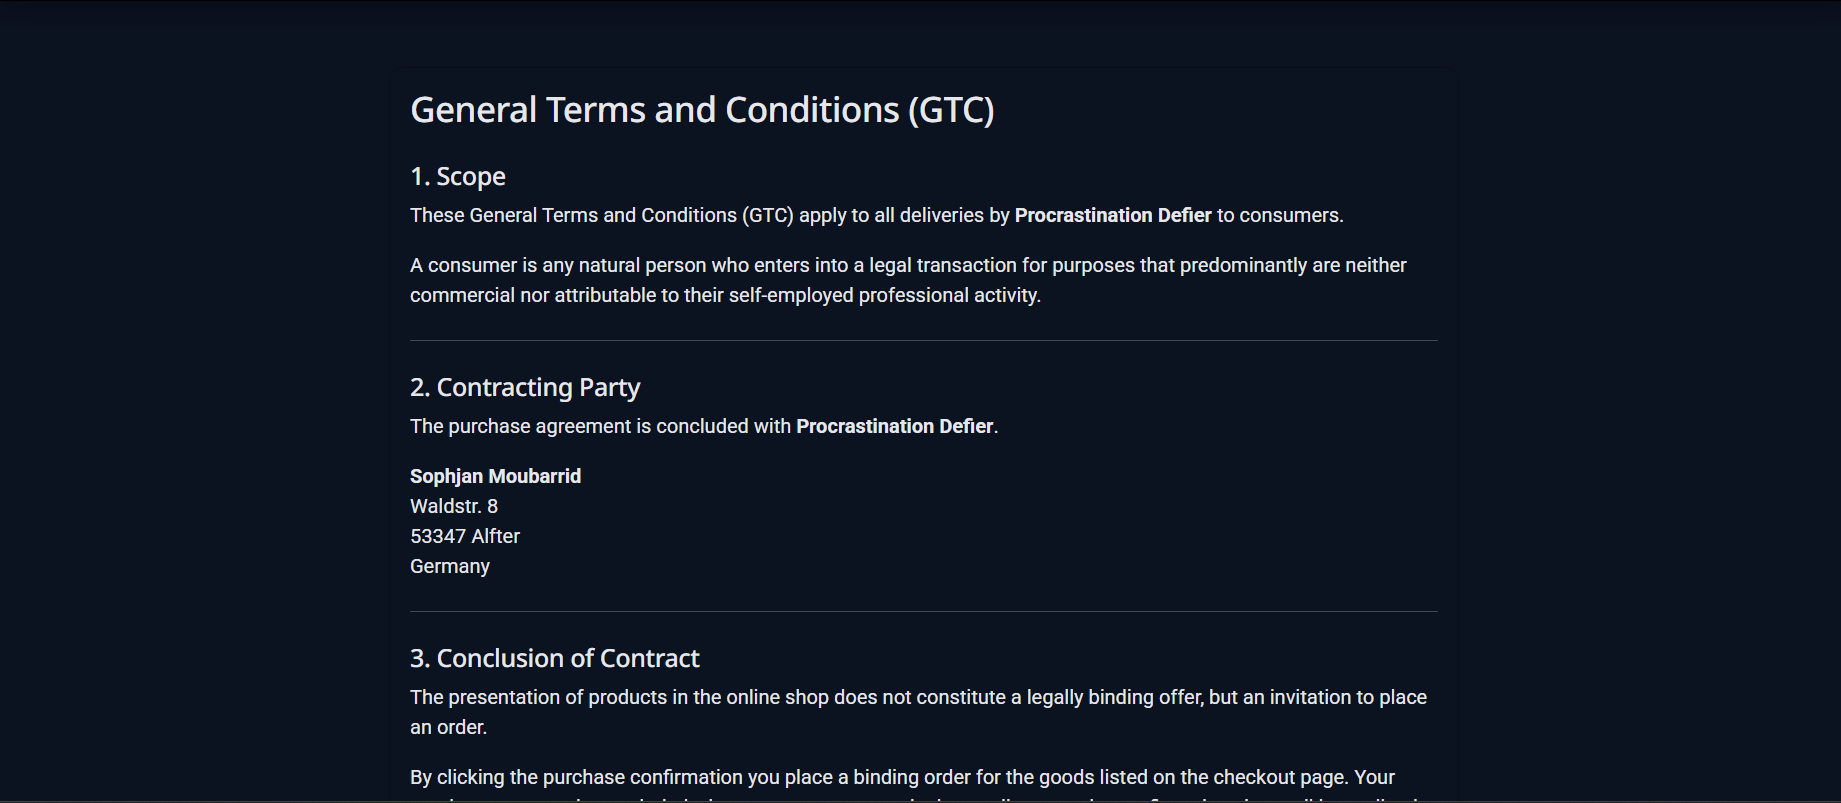 General Terms and Conditions (GTC)
1. Scope
These General Terms and Conditions (GTC) apply to all deliveries by Procrastination Defier to consumers.
A consumer is any natural person who enters into a legal transaction for purposes that predominantly are neither
commercial nor attributable to their self-employed professional activity.
2. Contracting Party
The purchase agreement is concluded with Procrastination Defier.
Sophjan Moubarrid
Waldstr. 8
53347 Alfter
Germany
3. Conclusion of Contract
The presentation of products in the online shop does not constitute a legally binding offer, but an invitation to place
an order.
By clicking the purchase confirmation you place a binding order for the goods listed on the checkout page. Your